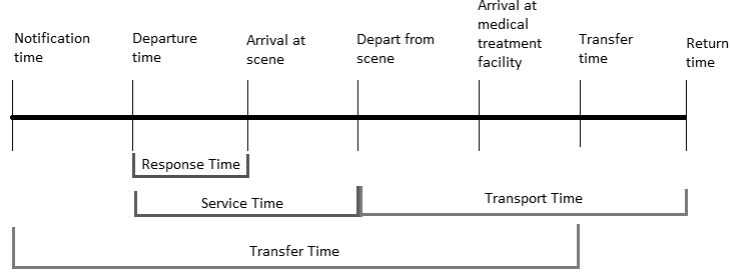 Notification
time
Departure
time
Arrival at
scene
Depart from
scene
Arrival at
medical
treatment
facility
Transfer
time
Return
time
Response Time
Service Time
Transport Time
Transfer Time